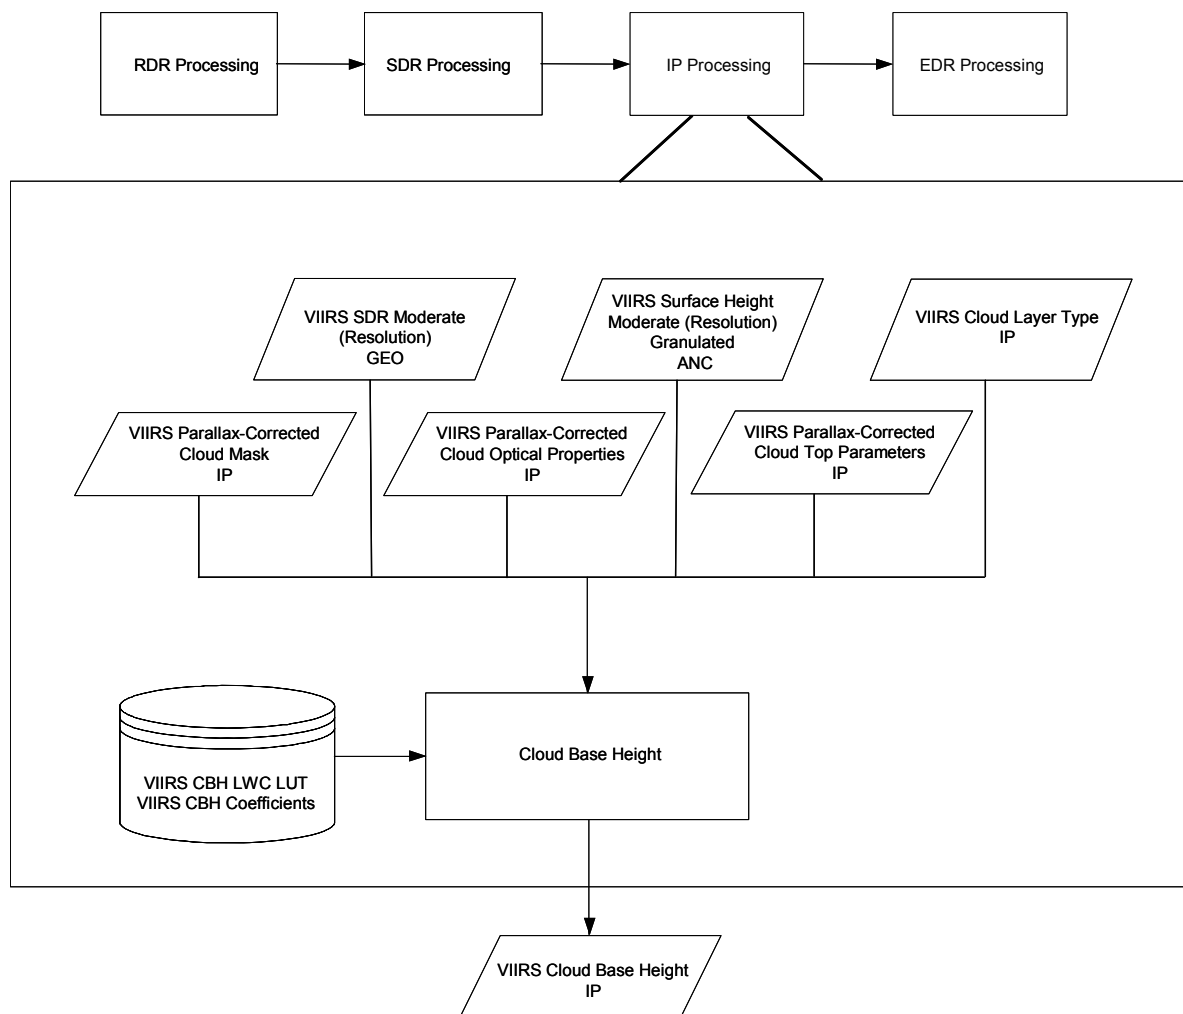 RDR Processing
SDR Processing
IP Processing
EDR Processing
VIIRS SDR Moderate
(Resolution)
GEO
VIIRS Surface Height
Moderate (Resolution)
Granulated
ANC
VIIRS Cloud Layer Type
IP
VIIRS Parallax-Corrected
Cloud Mask
IP
VIIRS Parallax-Corrected
Cloud Optical Properties
IP
VIIRS Parallax-Corrected
Cloud Top Parameters
IP
VIIRS CBH LWC LUT
VIIRS CBH Coefficients
Cloud Base Height
VIIRS Cloud Base Height
IP